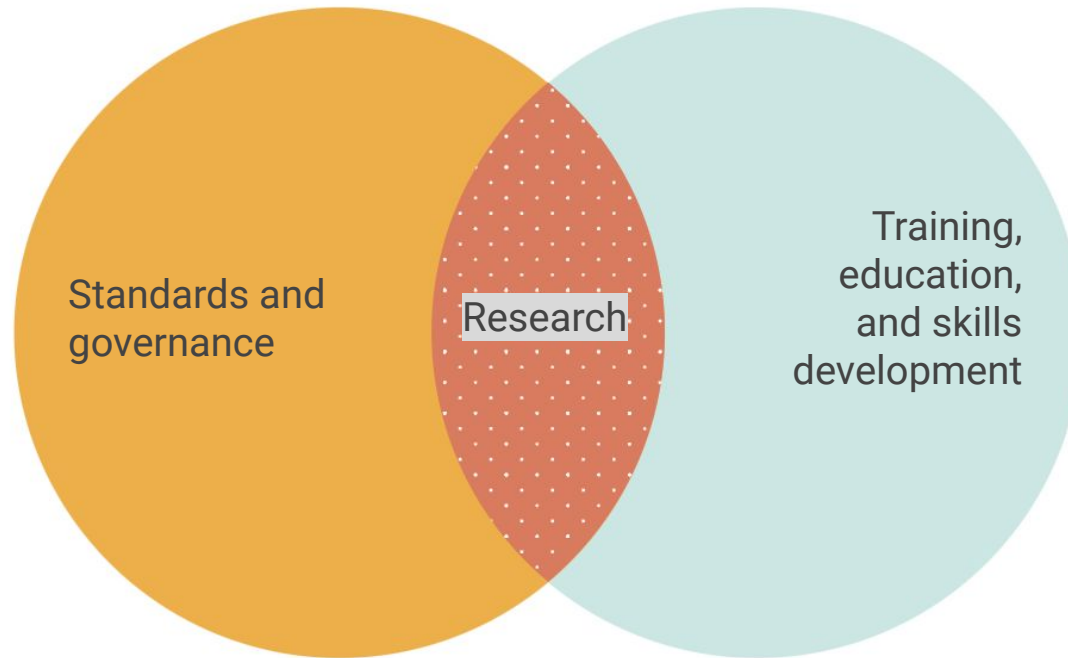 Standards and
governance
Research
Training,
education,
and skills
development